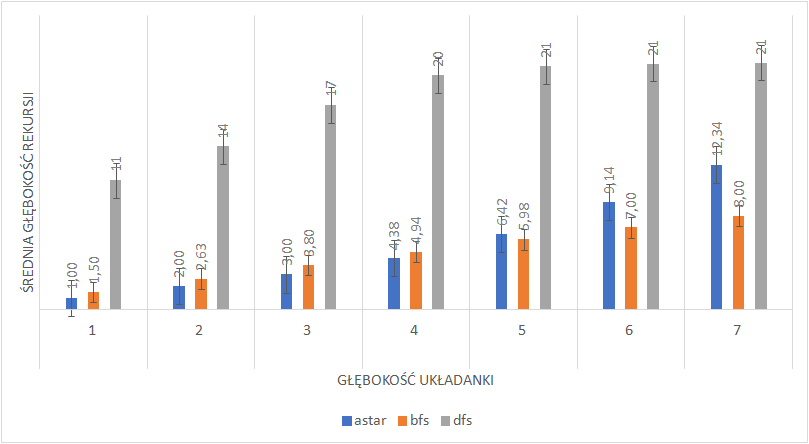 ŚREDNIA GŁĘBOKOŚĆ REKURSJI
1,00 1,50 11
2,00 2,63 14
3,00 3,80 17
4,38 4,94 20
6,42 5,98 21
9,14 7,00 21
12,34 8,00 21
1 2 3 4 5 6 7
GŁĘBOKOŚĆ UKŁADANKI
astar bfs dfs